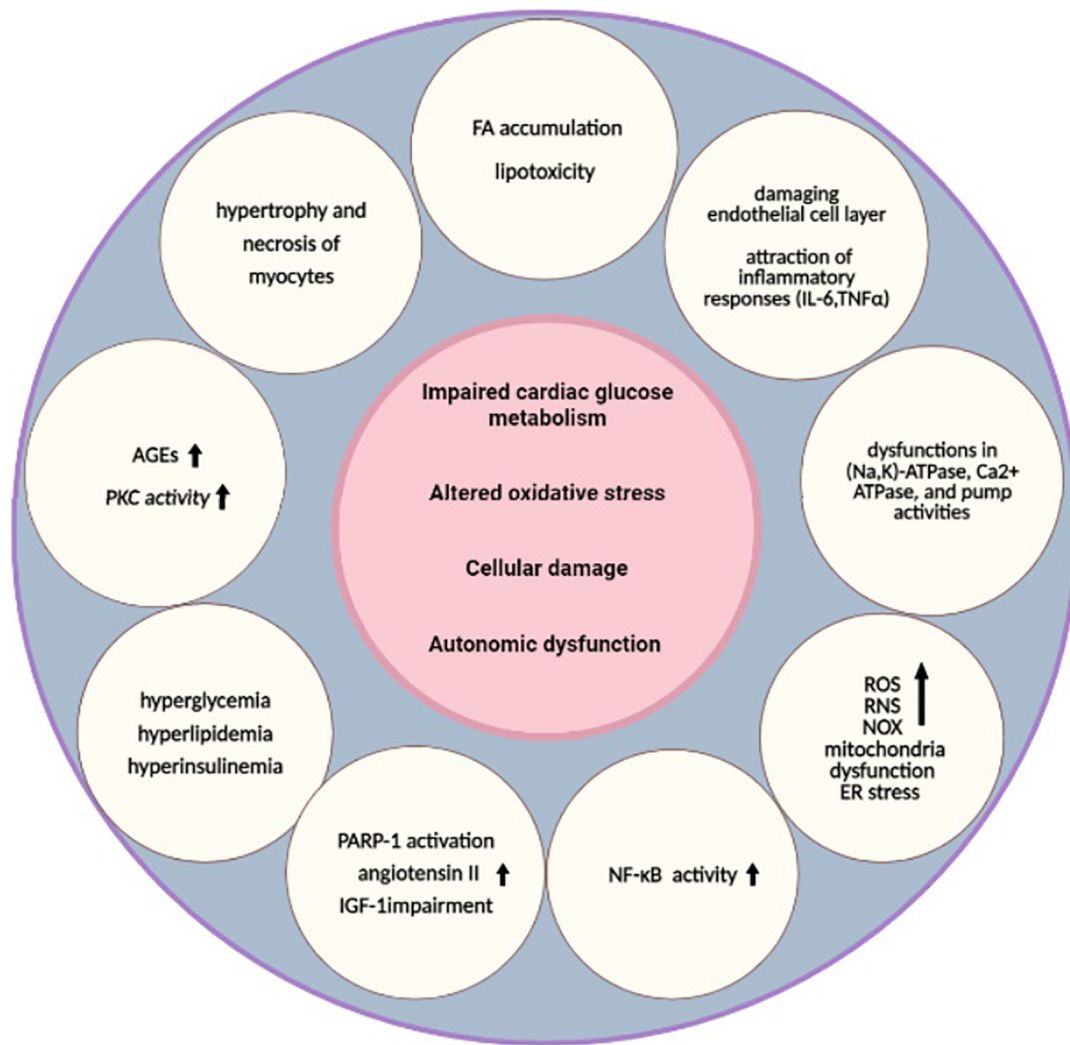 FA accumulation
lipotoxicity
damaging
endothelial cell layer
attraction of
inflammatory
responses (IL-6,TNFα)
dysfunctions in
(Na,K)-ATPase, Ca2+
ATPase, and pump
activities
ROS
RNS
NOX
mitochondria
dysfunction
ER stress
NF-κB activity ↑
PARP-1 activation
angiotensin II ↑
IGF-1impairment
hyperglycemia
hyperlipidemia
hyperinsulinemia
AGEs ↑
PKC activity ↑
hypertrophy and
necrosis of
myocytes
Impaired cardiac glucose
metabolism
Altered oxidative stress
Cellular damage
Autonomic dysfunction